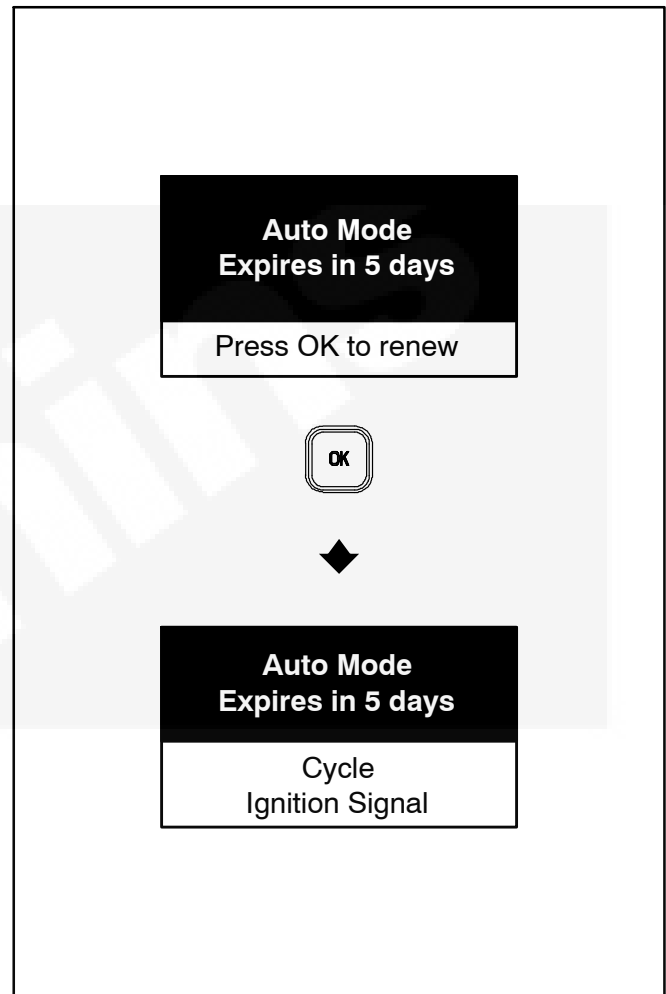 Auto Mode
Expires in 5 days
Press OK to renew
OK
Auto Mode
Expires in 5 days
Cycle
Ignition Signal